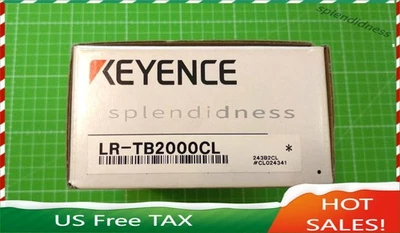 splendidness
KEYENCE
splendidness
LR-TB2000CL
*
243B2CL
#CL024341
US Free TAX
HOT
SALES!